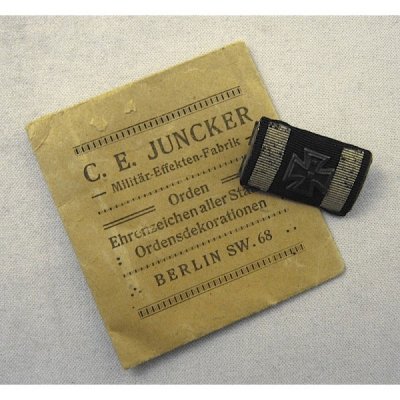 C. E. JUNCKER
Militär-Effekten-Fabrik
Orden
Ehrenzeichen aller
Ordensdekorationen
BERLIN SW. 68